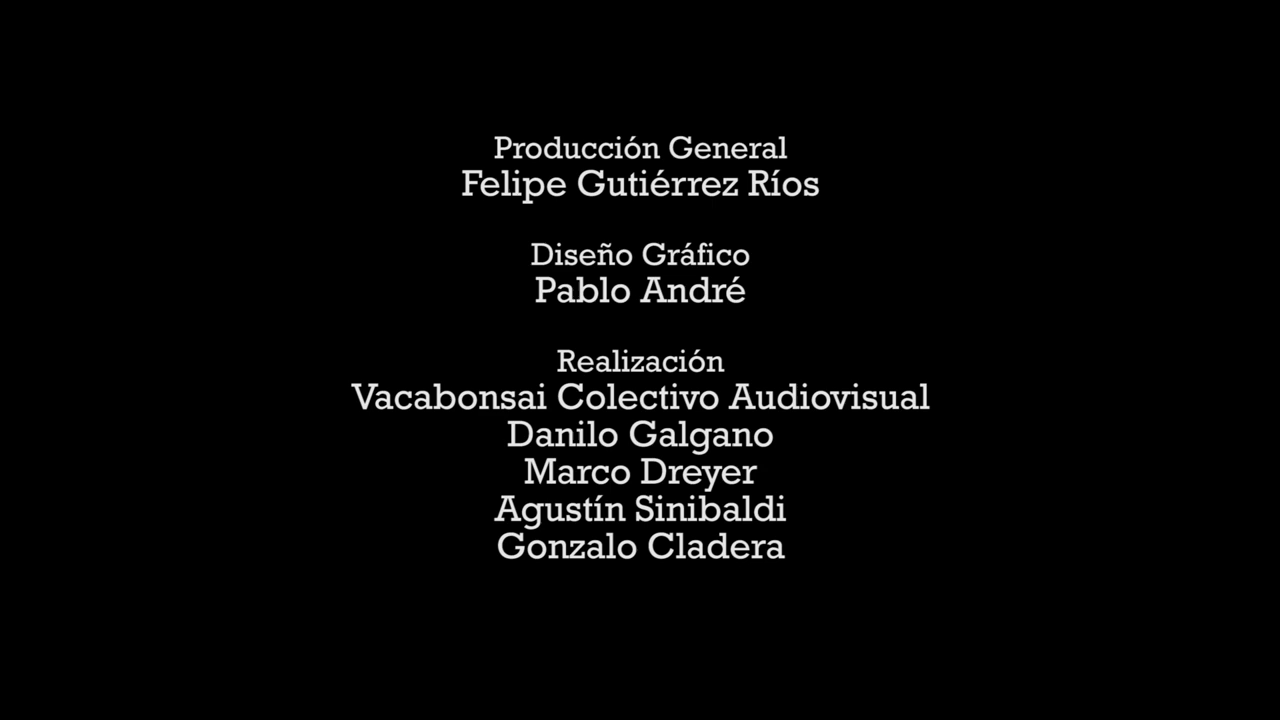 Producción General
Felipe Gutiérrez Ríos
Diseño Gráfico
Pablo André
Realización
Vacabonsai Colectivo Audiovisual
Danilo Galgano
Marco Dreyer
Agustín Sinibaldi
Gonzalo Cladera